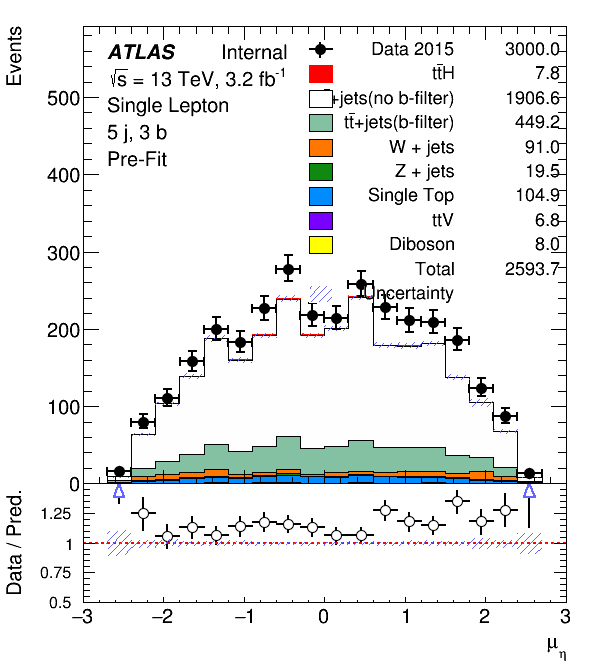 Events
ATLAS Internal
√s = 13 TeV, 3.2 fb⁻¹
Single Lepton
5 j, 3 b
Pre-Fit
Data 2015 3000.0
tt̄H 7.8
+jets(no b-filter) 1906.6
tt̄+jets(b-filter) 449.2
W + jets 91.0
Z + jets 19.5
Single Top 104.9
ttV 6.8
Diboson 8.0
Total 2593.7
Uncertainty
500
400
300
200
100
0
Data / Pred.
1.25
1
0.75
0.5
−3 −2 −1 0 1 2 3
μη